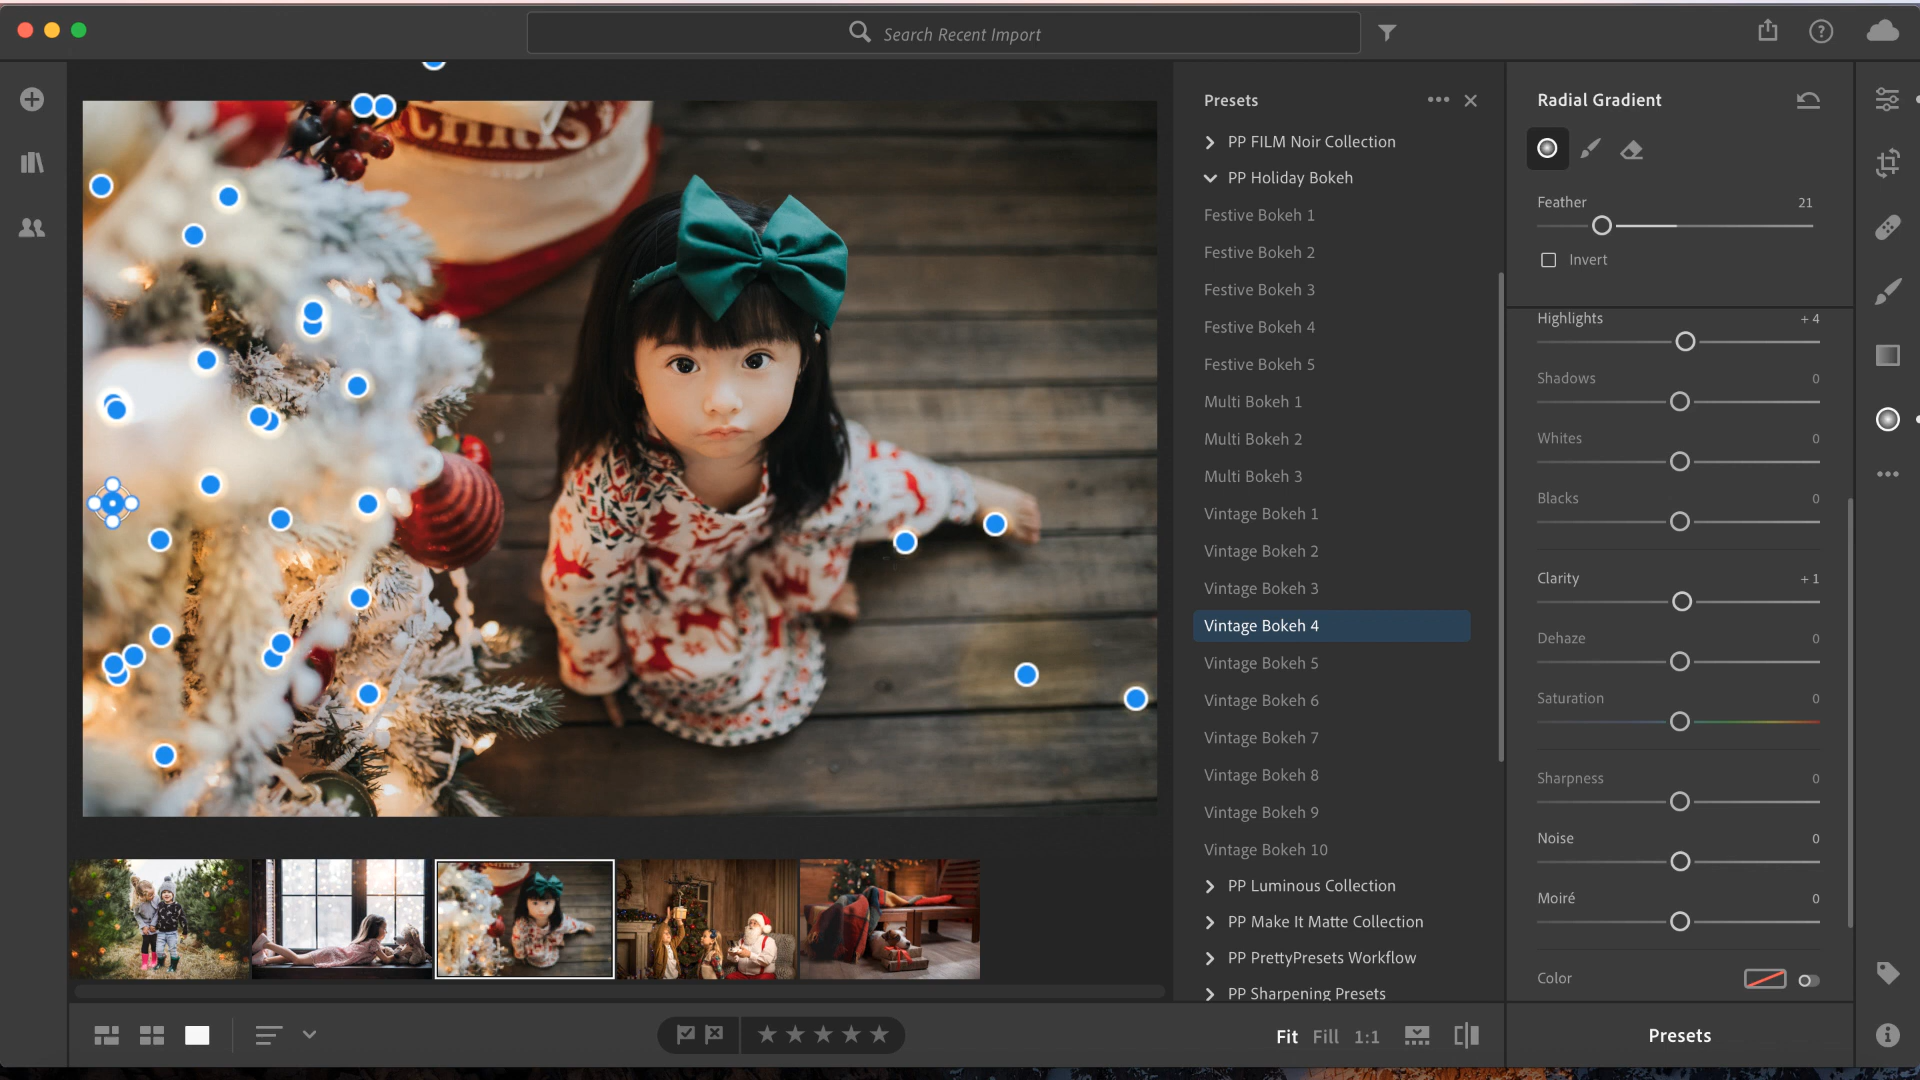 Search Recent Import
Presets
PP FILM Noir Collection
PP Holiday Bokeh
Festive Bokeh 1
Festive Bokeh 2
Festive Bokeh 3
Festive Bokeh 4
Festive Bokeh 5
Multi Bokeh 1
Multi Bokeh 2
Multi Bokeh 3
Vintage Bokeh 1
Vintage Bokeh 2
Vintage Bokeh 3
Vintage Bokeh 4
Vintage Bokeh 5
Vintage Bokeh 6
Vintage Bokeh 7
Vintage Bokeh 8
Vintage Bokeh 9
Vintage Bokeh 10
PP Luminous Collection
PP Make It Matte Collection
PP PrettyPresets Workflow
PP Sharpening Presets
Radial Gradient
Feather 21
Invert
Highlights + 4
Shadows 0
Whites 0
Blacks 0
Clarity + 1
Dehaze 0
Saturation 0
Sharpness 0
Noise 0
Moiré 0
Color
Fit Fill 1:1
Presets